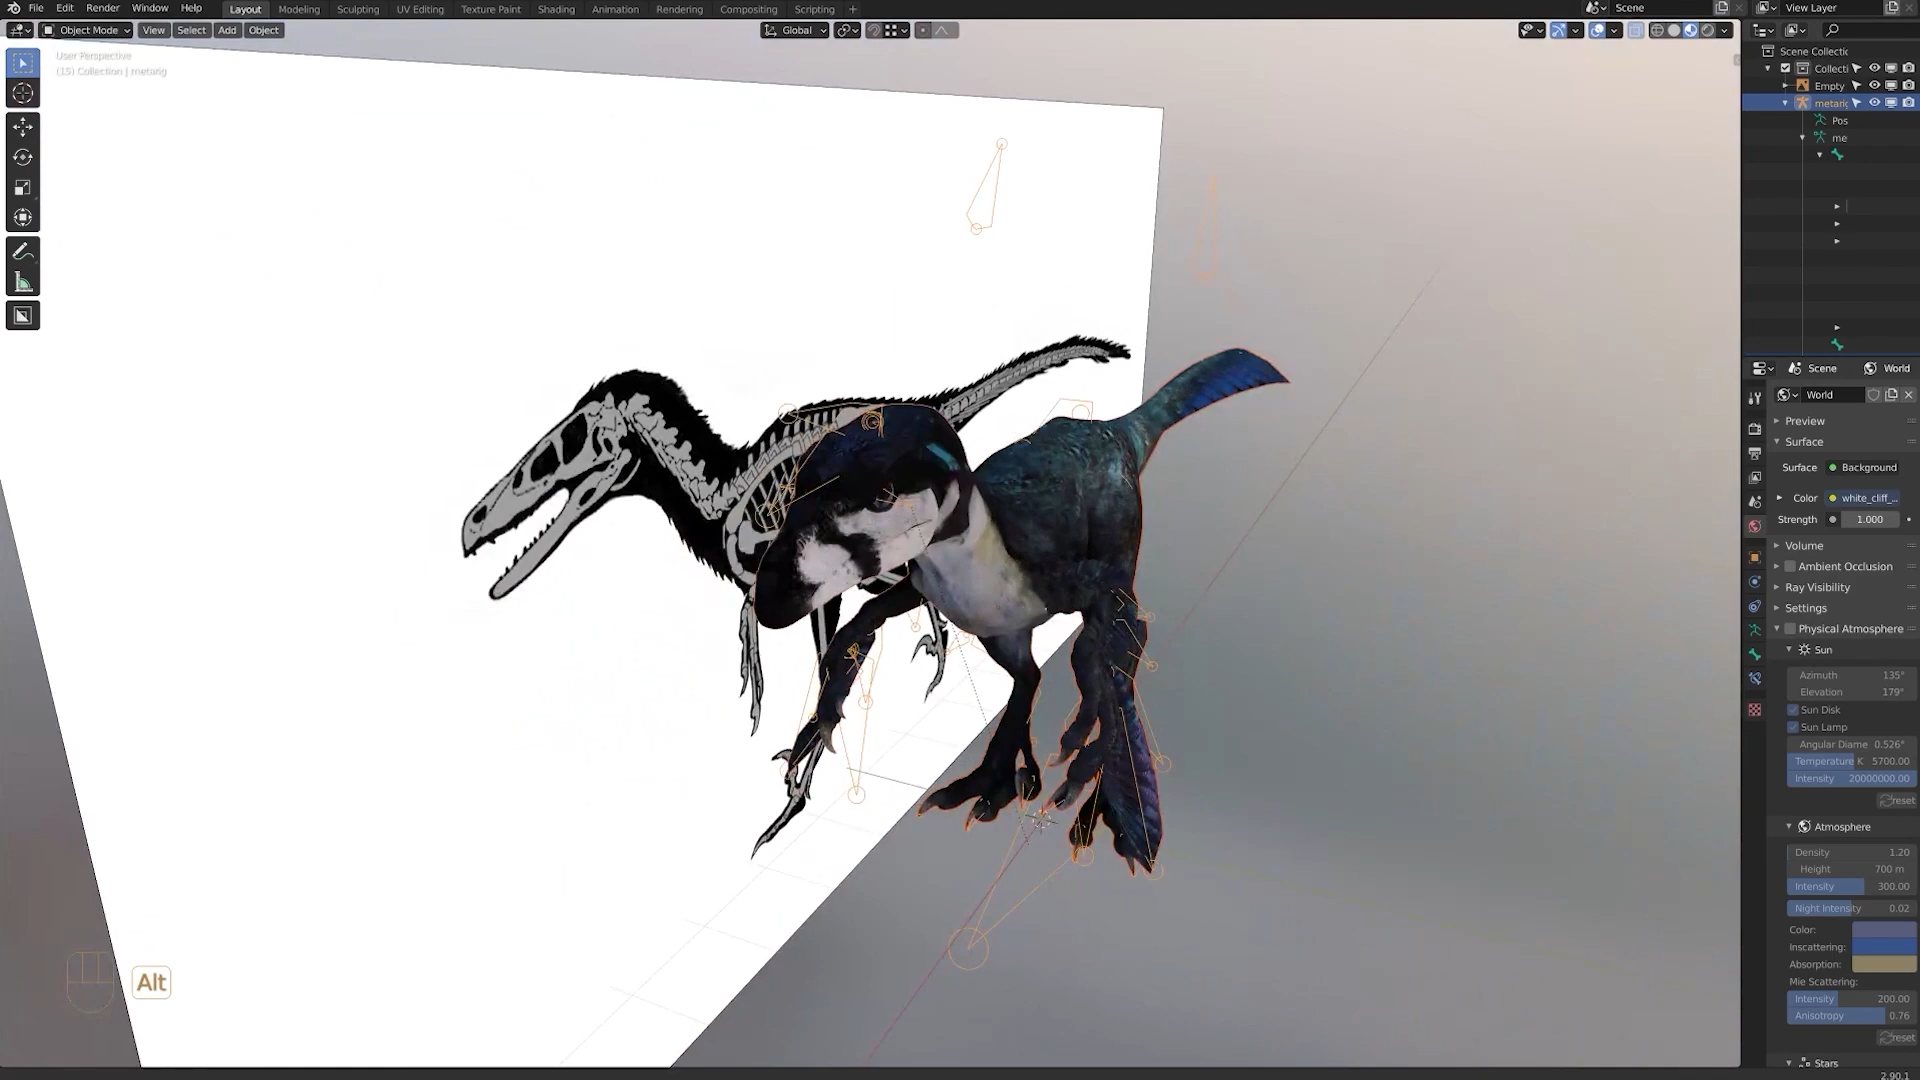 File Edit Render Window Help Layout Modeling Sculpting UV Editing Texture Paint Shading Animation Rendering Compositing Scripting + Scene View Layer
Object Mode View Select Add Object Global
User Perspective
(15) Collection | metarig
Scene Collectic
Collecti
Empty
metarig
Pos
me
Scene World
World
Preview
Surface
Surface Background
Color white_cliff_...
Strength 1.000
Volume
Ambient Occlusion
Ray Visibility
Settings
Physical Atmosphere
Sun
Azimuth 135°
Elevation 179°
Sun Disk
Sun Lamp
Angular Diame 0.526°
Temperature K 5700.00
Intensity 20000000.00
reset
Atmosphere
Density 1.20
Height 700 m
Intensity 300.00
Night Intensity 0.02
Color:
Inscattering:
Absorption:
Mie Scattering:
Intensity 200.00
Anisotropy 0.76
reset
Stars
Alt
2.90.1